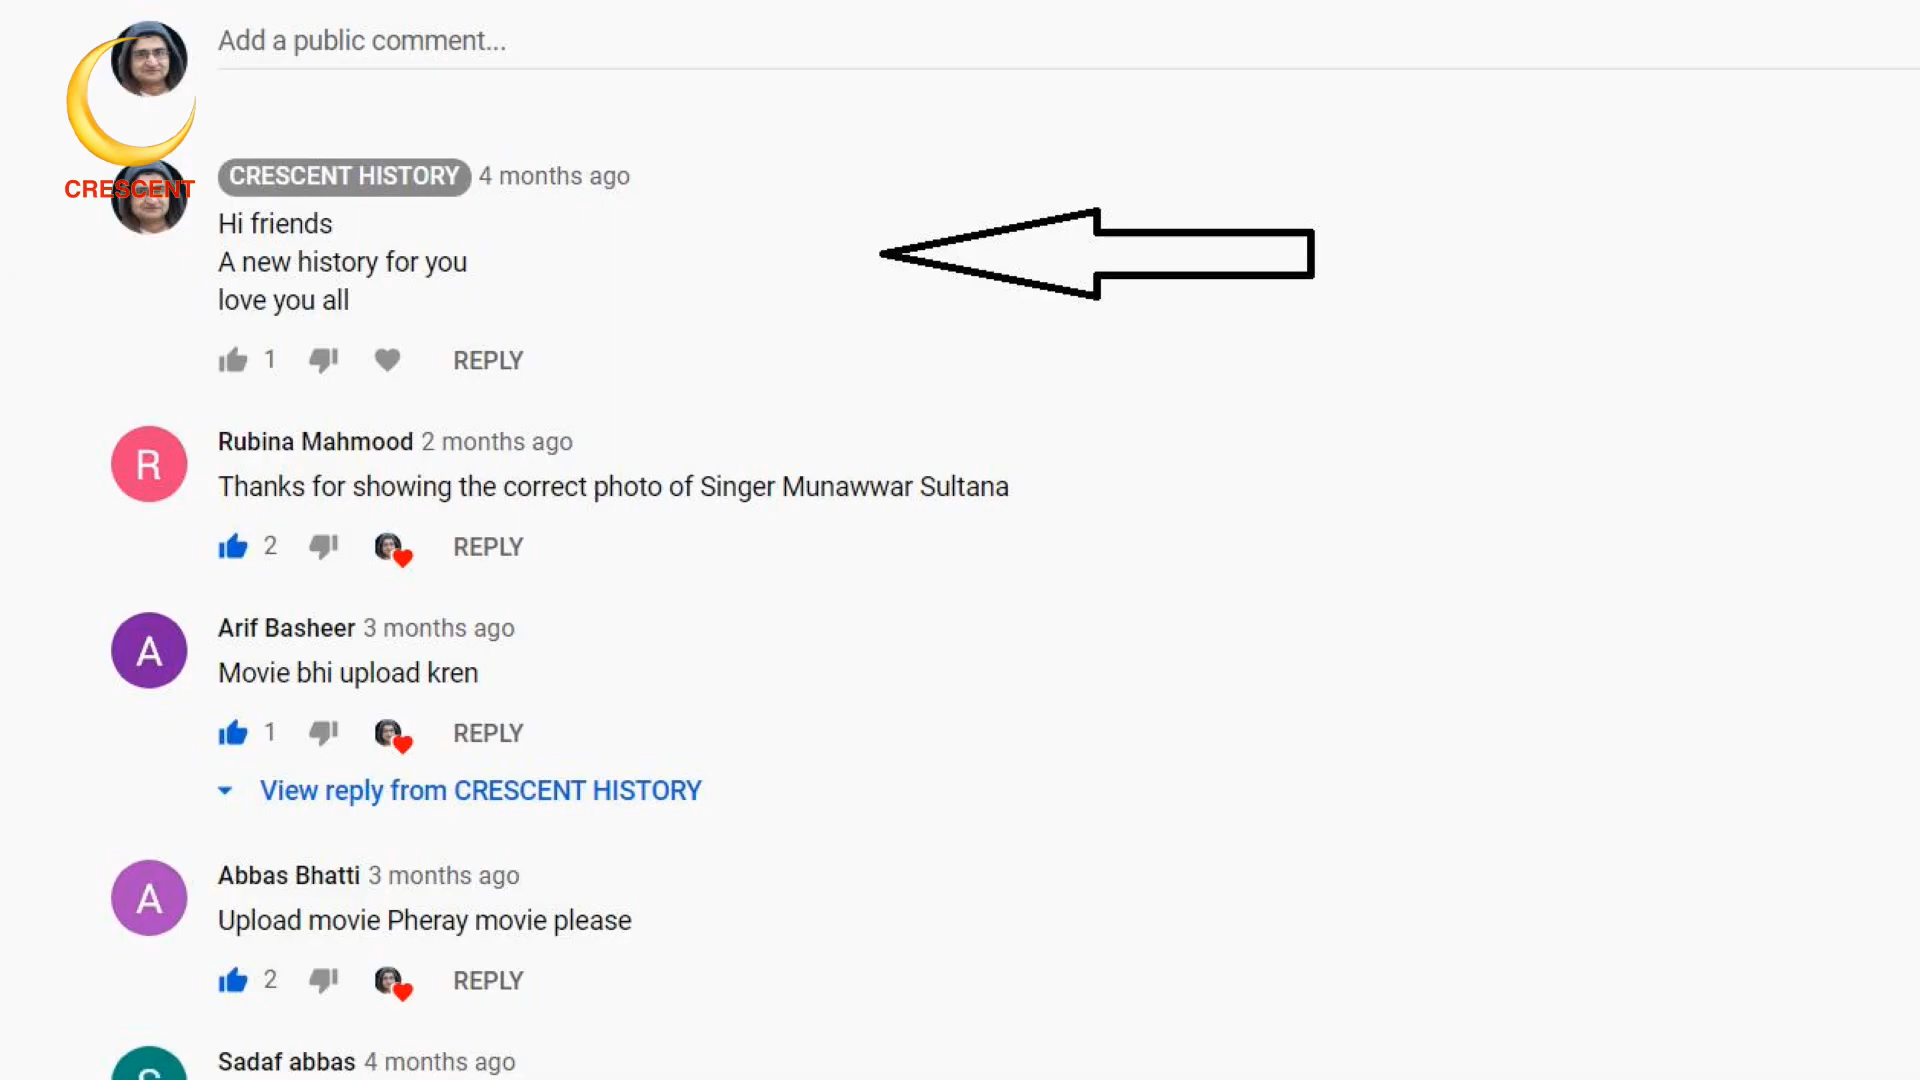 Add a public comment...
CRESCENT
CRESCENT HISTORY 4 months ago
Hi friends
A new history for you
love you all
1 REPLY
R
Rubina Mahmood 2 months ago
Thanks for showing the correct photo of Singer Munawwar Sultana
2 REPLY
A
Arif Basheer 3 months ago
Movie bhi upload kren
1 REPLY
View reply from CRESCENT HISTORY
A
Abbas Bhatti 3 months ago
Upload movie Pheray movie please
2 REPLY
Sadaf abbas 4 months ago